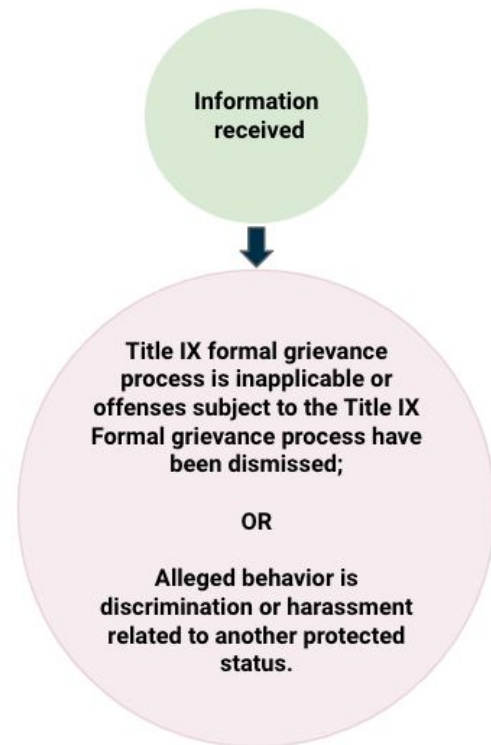 Information
received
Title IX formal grievance
process is inapplicable or
offenses subject to the Title IX
Formal grievance process have
been dismissed;
OR
Alleged behavior is
discrimination or harassment
related to another protected
status.